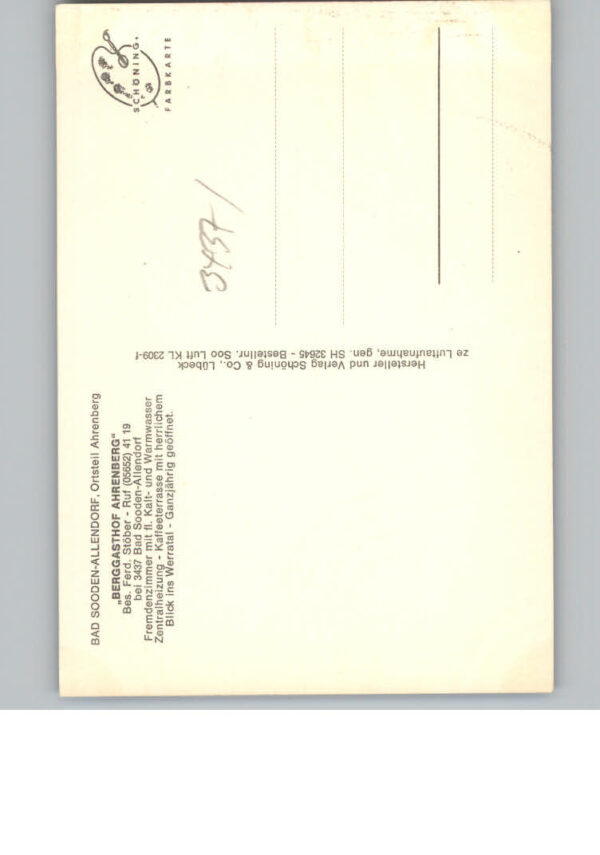 BAD SOODEN-ALLENDORF, Ortsteil Ahrenberg
„BERGGASTHOF AHRENBERG“
Bes. Ferd. Stöber - Ruf (05652) 41 19
bei 3437 Bad Sooden-Allendorf
Fremdenzimmer mit fl. Kalt- und Warmwasser
Zentralheizung - Kaffeeterrasse mit herrlichem
Blick ins Werratal - Ganzjährig geöffnet.
Hersteller und Verlag Schöning & Co., Lübeck
ze Luftaufnahme, gen. SH 32645 - Bestellnr. Soo Luft KL 2309-f
SCHÖNING
FARBKARTE
3437/